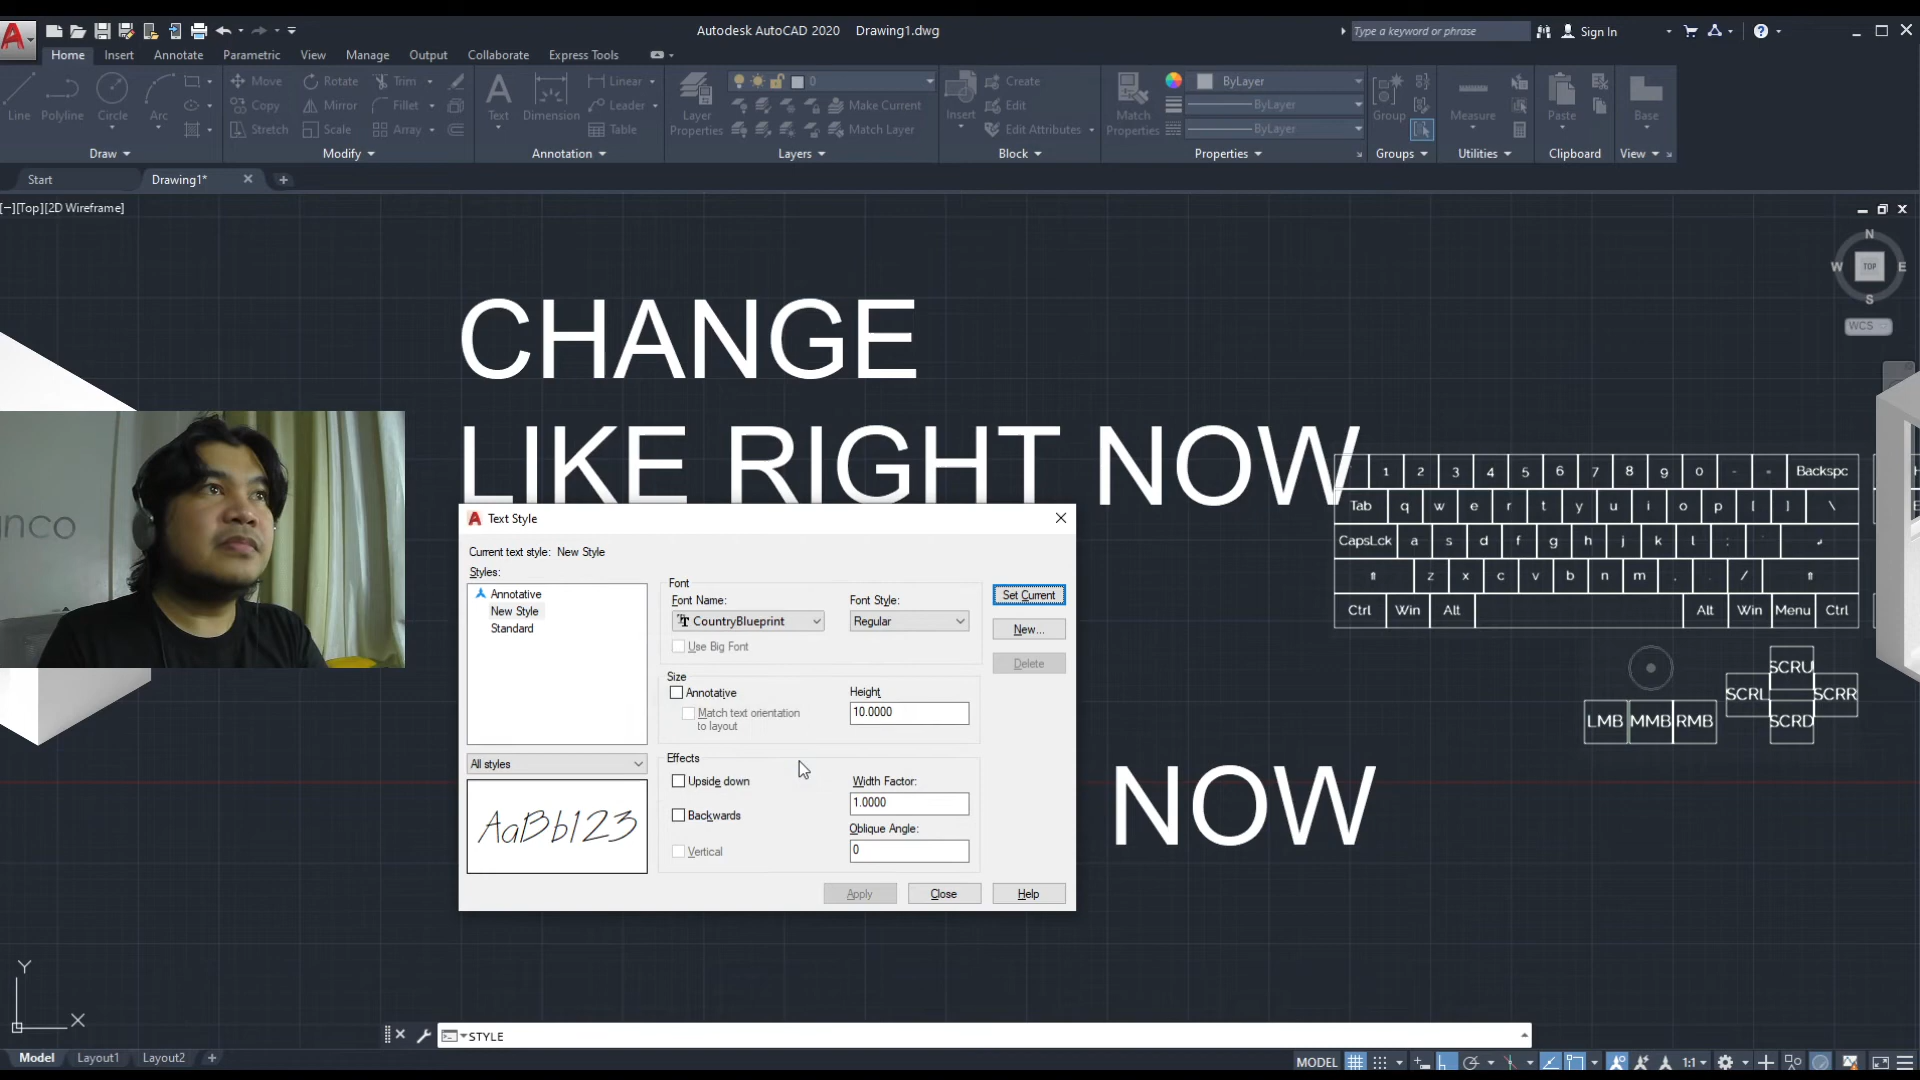 Autodesk AutoCAD 2020 Drawing1.dwg
Type a keyword or phrase
Sign In
Home Insert Annotate Parametric View Manage Output Collaborate Express Tools
Line Polyline Circle Arc
Move Rotate Trim
Copy Mirror Fillet
Stretch Scale Array
Text Dimension
Linear
Leader
Table
Layer Properties
0
Make Current
Match Layer
Insert
Create
Edit
Edit Attributes
Match Properties
ByLayer
ByLayer
ByLayer
Group
Measure
Paste
Base
Draw Modify Annotation Layers Block Properties Groups Utilities Clipboard View
Start Drawing1*
[−][Top][2D Wireframe]
N
W TOP E
S
WCS
CHANGE
LIKE RIGHT NOW
NOW
nco
Text Style
Current text style: New Style
Styles:
Annotative
New Style
Standard
All styles
AaBb123
Font
Font Name:
CountryBlueprint
Use Big Font
Font Style:
Regular
Size
Annotative
Match text orientation
to layout
Height
10.0000
Effects
Upside down
Backwards
Vertical
Width Factor:
1.0000
Oblique Angle:
0
Set Current
New...
Delete
Apply Close Help
1 2 3 4 5 6 7 8 9 0 - = Backspc
Tab q w e r t y u i o p [ ] \
CapsLck a s d f g h j k l ;
z x c v b n m , . /
Ctrl Win Alt Alt Win Menu Ctrl
SCRU
SCRL SCRR
LMB MMB RMB SCRD
Y
X
STYLE
Model Layout1 Layout2 +
MODEL 1:1